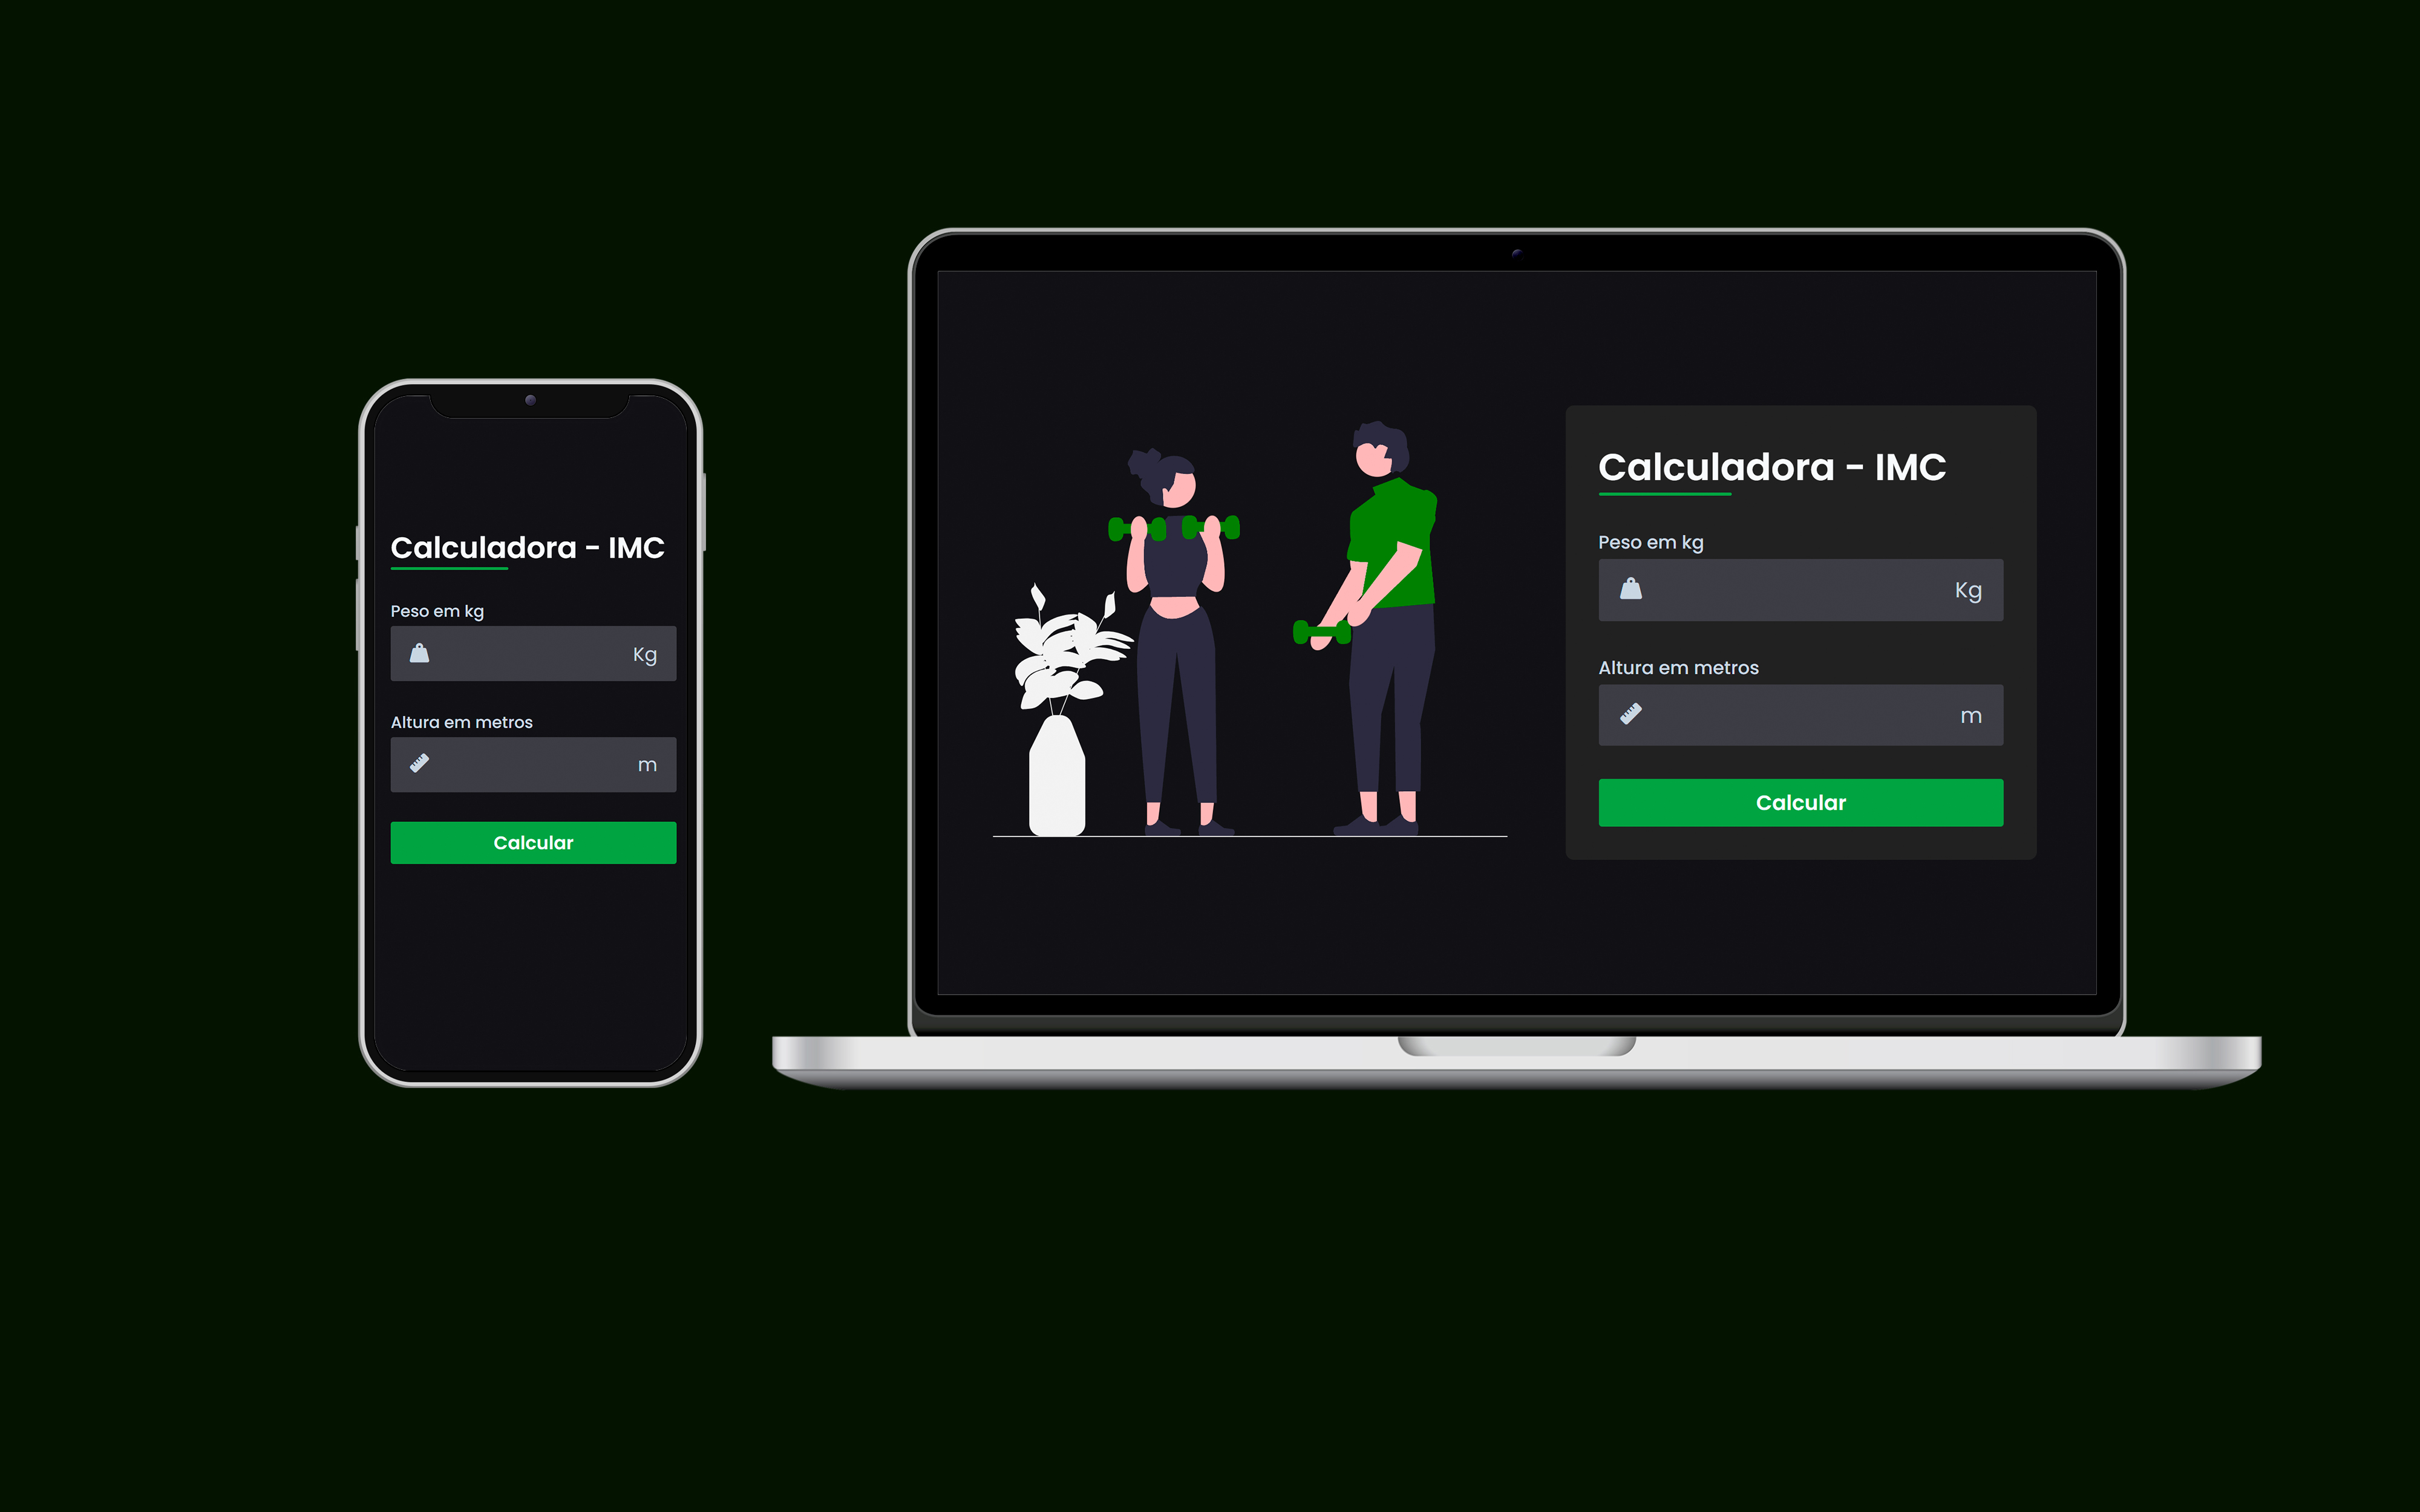 Calculadora - IMC
Peso em kg
Kg
Altura em metros
m
Calcular
Calculadora - IMC
Peso em kg
Kg
Altura em metros
m
Calcular